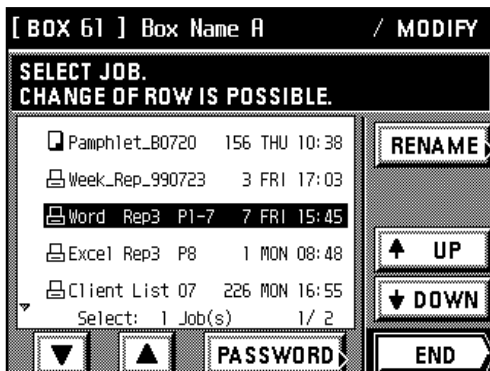 [ BOX 61 ] Box Name A / MODIFY
SELECT JOB.
CHANGE OF ROW IS POSSIBLE.
Pamphlet_B0720 156 THU 10:38
Week_Rep_990723 3 FRI 17:03
Word Rep3 P1-7 7 FRI 15:45
Excel Rep3 P8 1 MON 08:48
Client List 07 226 MON 16:55
Select: 1 Job(s) 1/ 2
RENAME
UP
DOWN
PASSWORD
END